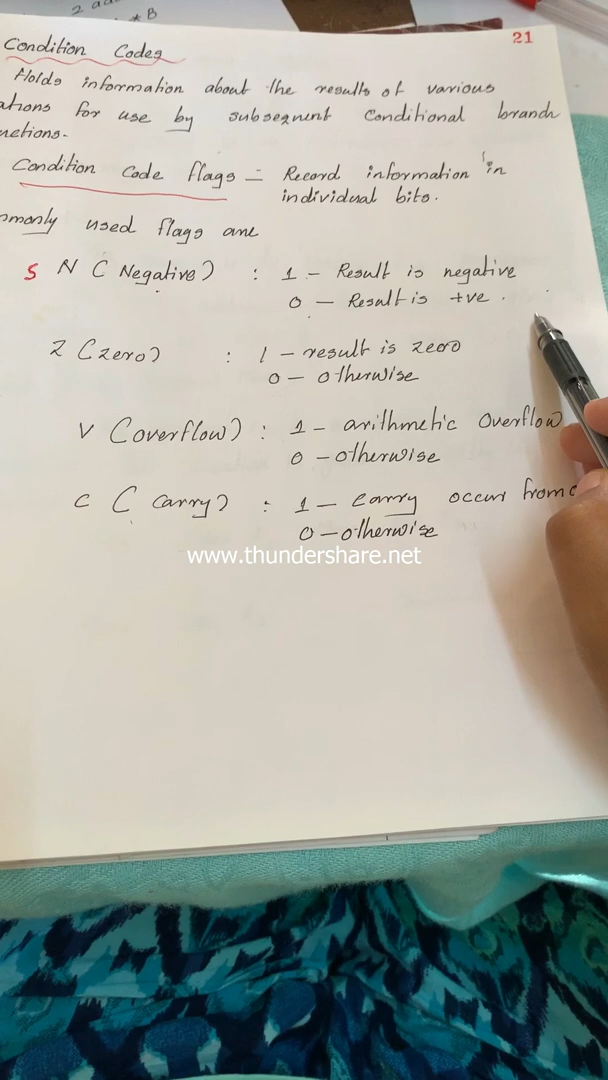 * B
21
Condition Codes
Holds information about the results of various
ations for use by subsequent conditional branch
uctions.
Condition Code flags — Record information in
individual bits.
mmonly used flags are
S N ( Negative) : 1 - Result is negative
0 - Result is +ve.
Z (zero) : 1 - result is zero
0 - otherwise
V (overflow) : 1 - arithmetic overflow
0 - otherwise
C ( carry) : 1 - carry occur from
0 - otherwise
www.thundershare.net